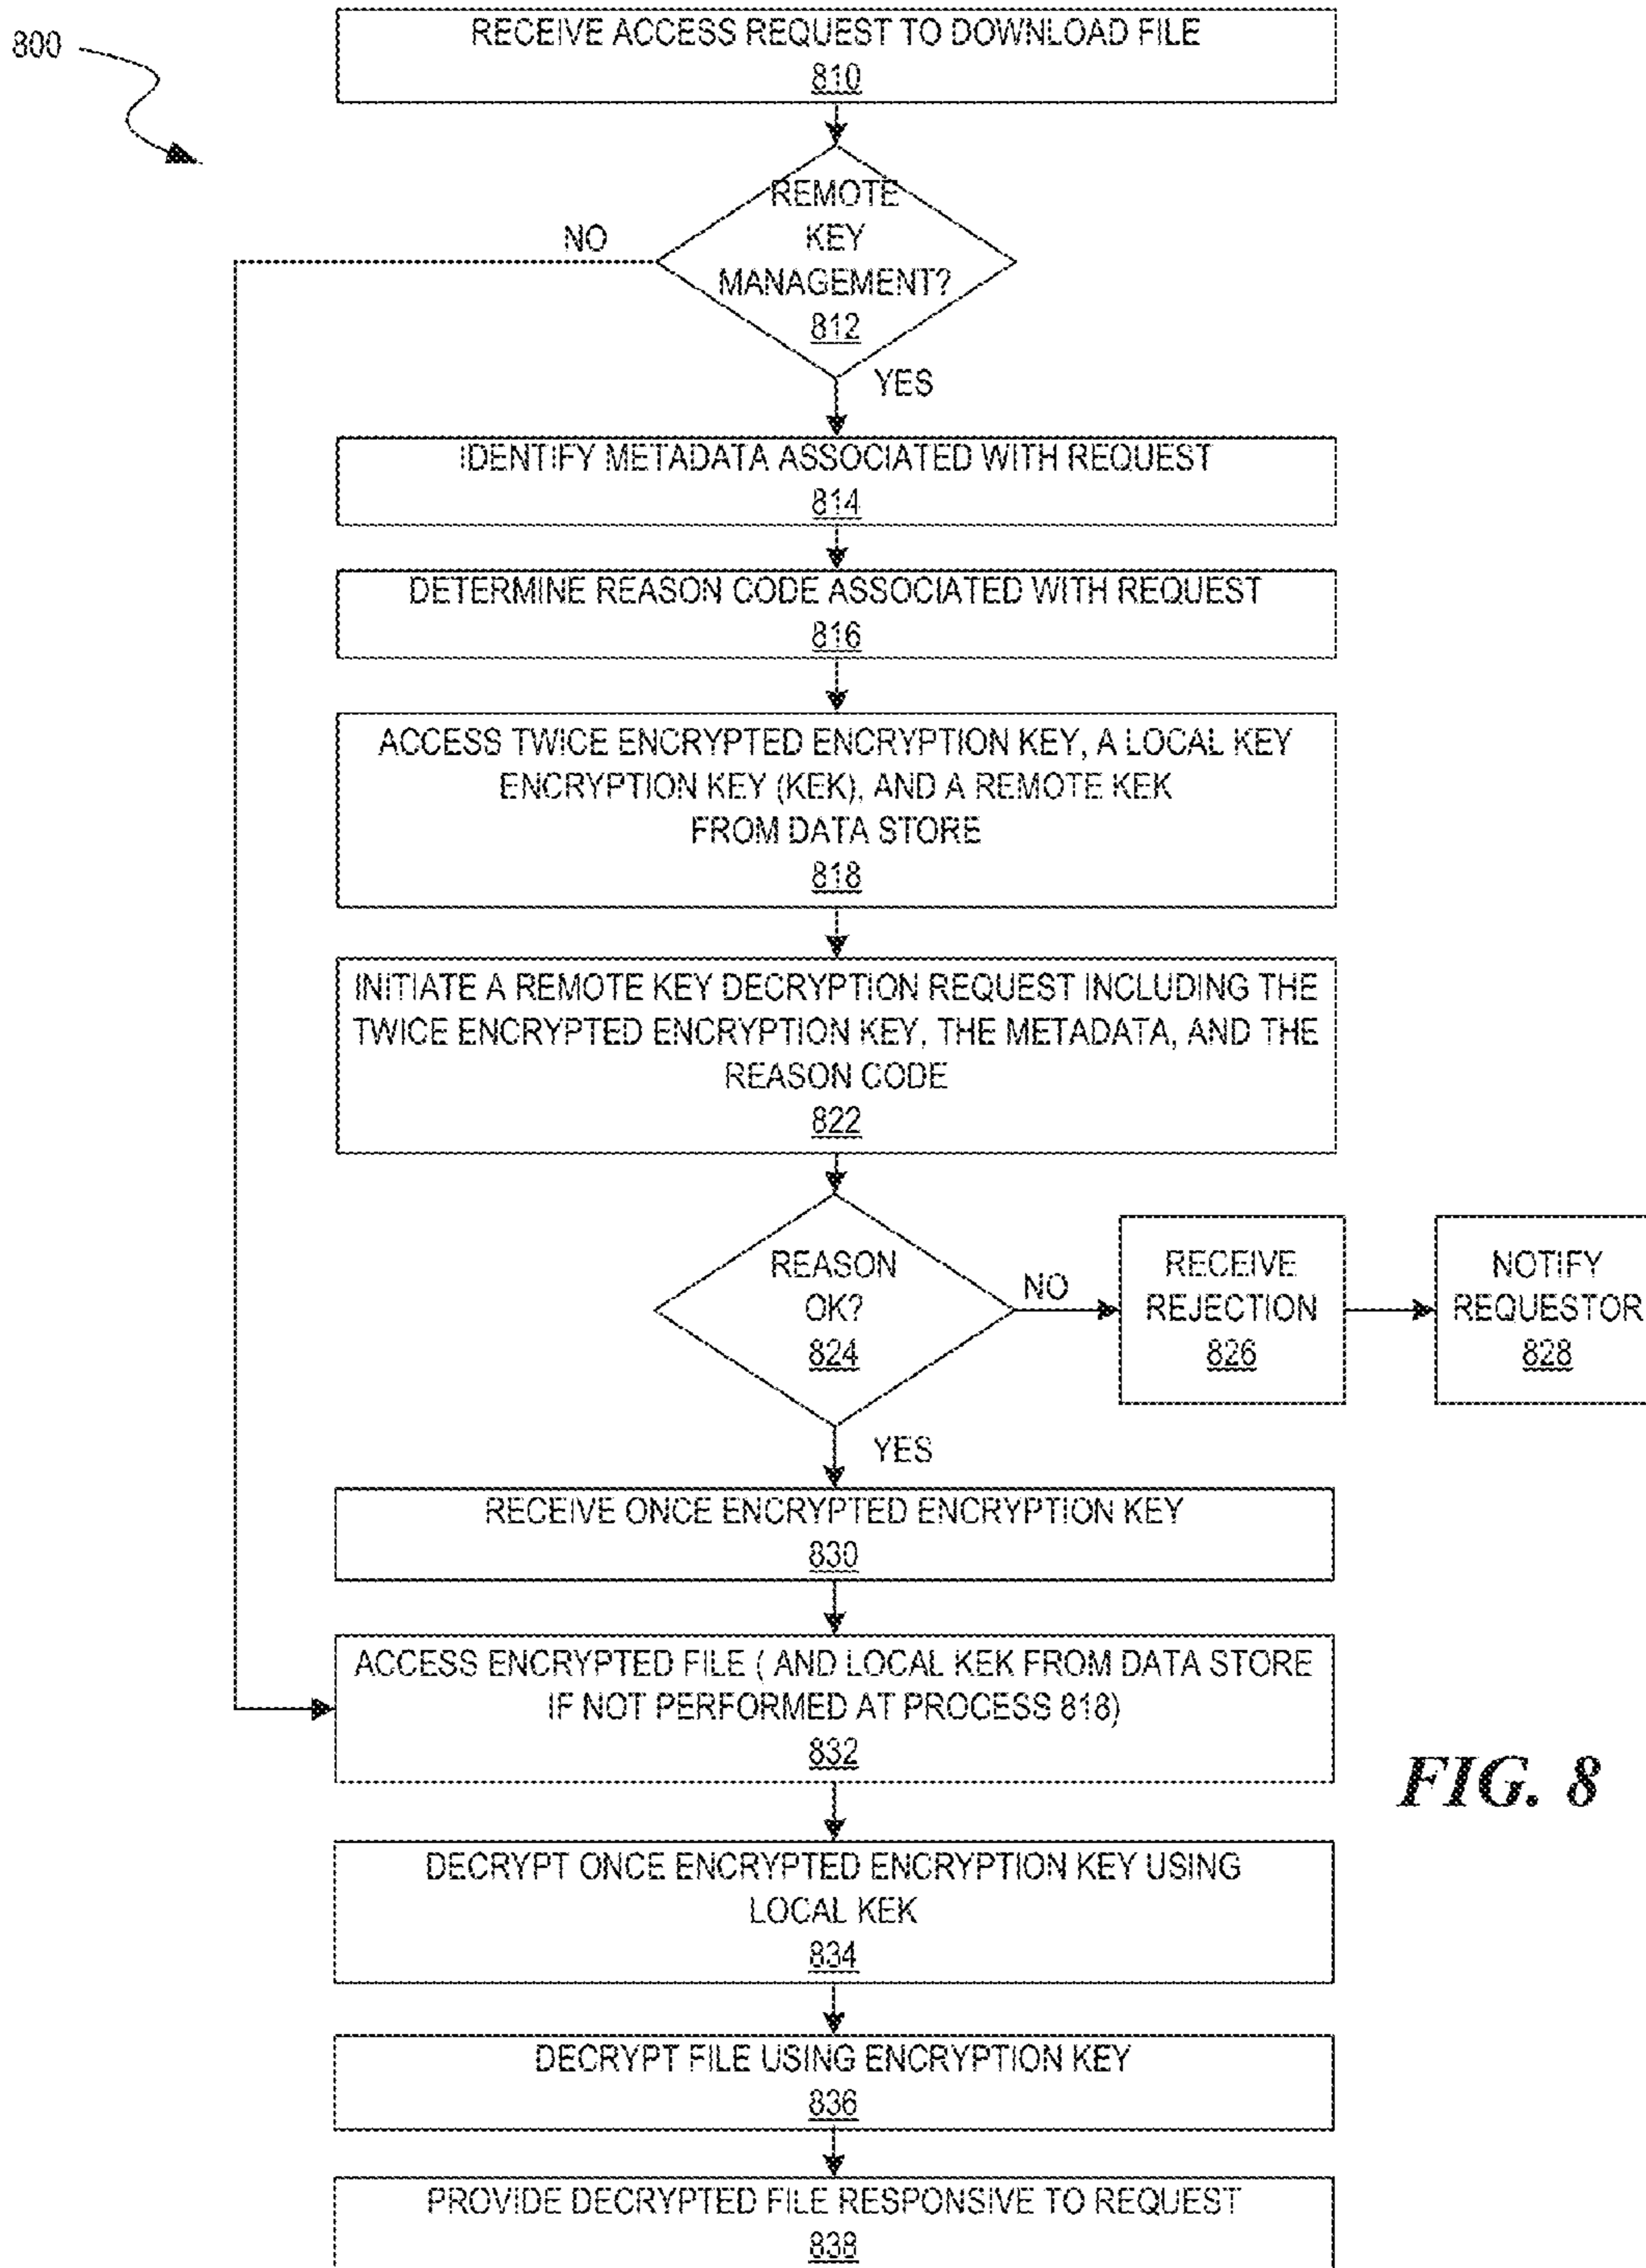 800
RECEIVE ACCESS REQUEST TO DOWNLOAD FILE
810
REMOTE
KEY
MANAGEMENT?
812
NO
YES
IDENTIFY METADATA ASSOCIATED WITH REQUEST
814
DETERMINE REASON CODE ASSOCIATED WITH REQUEST
816
ACCESS TWICE ENCRYPTED ENCRYPTION KEY, A LOCAL KEY
ENCRYPTION KEY (KEK), AND A REMOTE KEK
FROM DATA STORE
818
INITIATE A REMOTE KEY DECRYPTION REQUEST INCLUDING THE
TWICE ENCRYPTED ENCRYPTION KEY, THE METADATA, AND THE
REASON CODE
822
REASON
OK?
824
NO
RECEIVE
REJECTION
826
NOTIFY
REQUESTOR
828
YES
RECEIVE ONCE ENCRYPTED ENCRYPTION KEY
830
ACCESS ENCRYPTED FILE ( AND LOCAL KEK FROM DATA STORE
IF NOT PERFORMED AT PROCESS 818)
832
FIG. 8
DECRYPT ONCE ENCRYPTED ENCRYPTION KEY USING
LOCAL KEK
834
DECRYPT FILE USING ENCRYPTION KEY
836
PROVIDE DECRYPTED FILE RESPONSIVE TO REQUEST
838